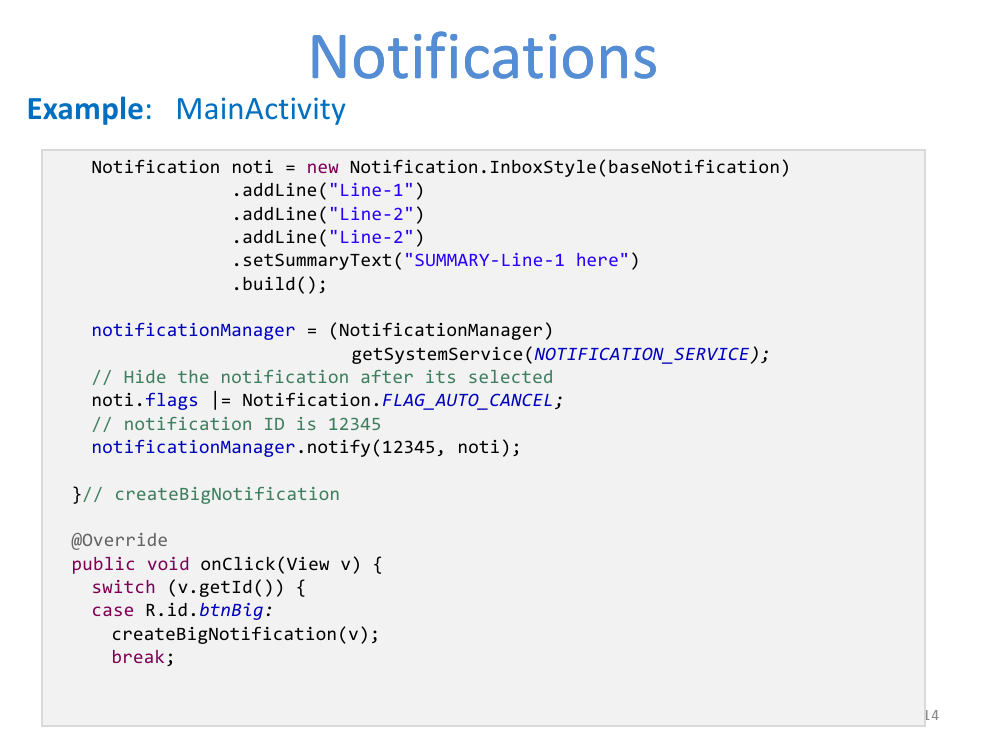 Notifications
Example:   MainActivity
Notification noti = new Notification.InboxStyle(baseNotification)
.addLine("Line-1")
.addLine("Line-2")
.addLine("Line-2")
.setSummaryText("SUMMARY-Line-1 here")
.build();
notificationManager = (NotificationManager)
getSystemService(NOTIFICATION_SERVICE);
// Hide the notification after its selected
noti.flags |= Notification.FLAG_AUTO_CANCEL;
// notification ID is 12345
notificationManager.notify(12345, noti);
}// createBigNotification
@Override
public void onClick(View v) {
switch (v.getId()) {
case R.id.btnBig:
createBigNotification(v);
break;
14